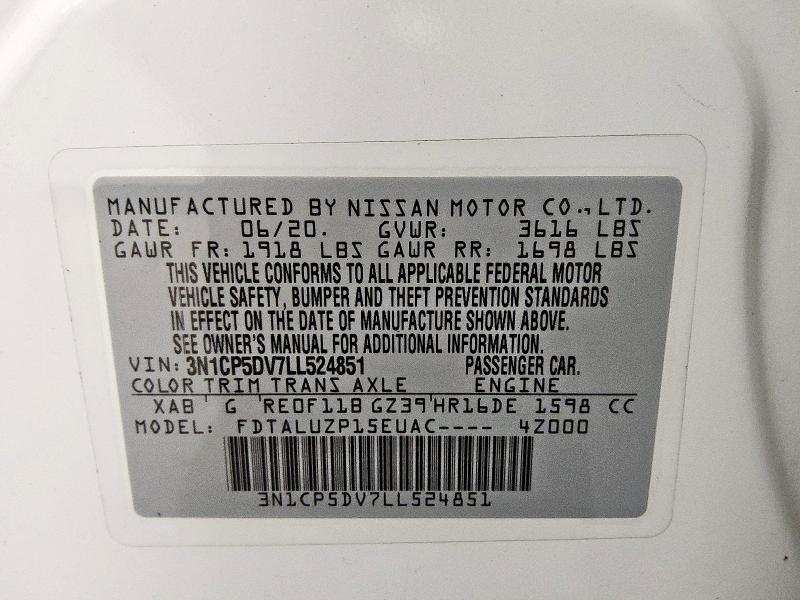 MANUFACTURED BY NISSAN MOTOR CO.,LTD.
DATE: 06/20. GVWR: 3616 LBS
GAWR FR: 1918 LBS GAWR RR: 1698 LBS
THIS VEHICLE CONFORMS TO ALL APPLICABLE FEDERAL MOTOR
VEHICLE SAFETY, BUMPER AND THEFT PREVENTION STANDARDS
IN EFFECT ON THE DATE OF MANUFACTURE SHOWN ABOVE.
SEE OWNER'S MANUAL FOR ADDITIONAL INFORMATION.
VIN: 3N1CP5DV7LL524851 PASSENGER CAR.
COLOR TRIM TRANS AXLE ENGINE
XAB G RE0F11B GZ39 HR16DE 1598 CC
MODEL: FDTALUZP15EUAC---- 4Z000
3N1CP5DV7LL524851